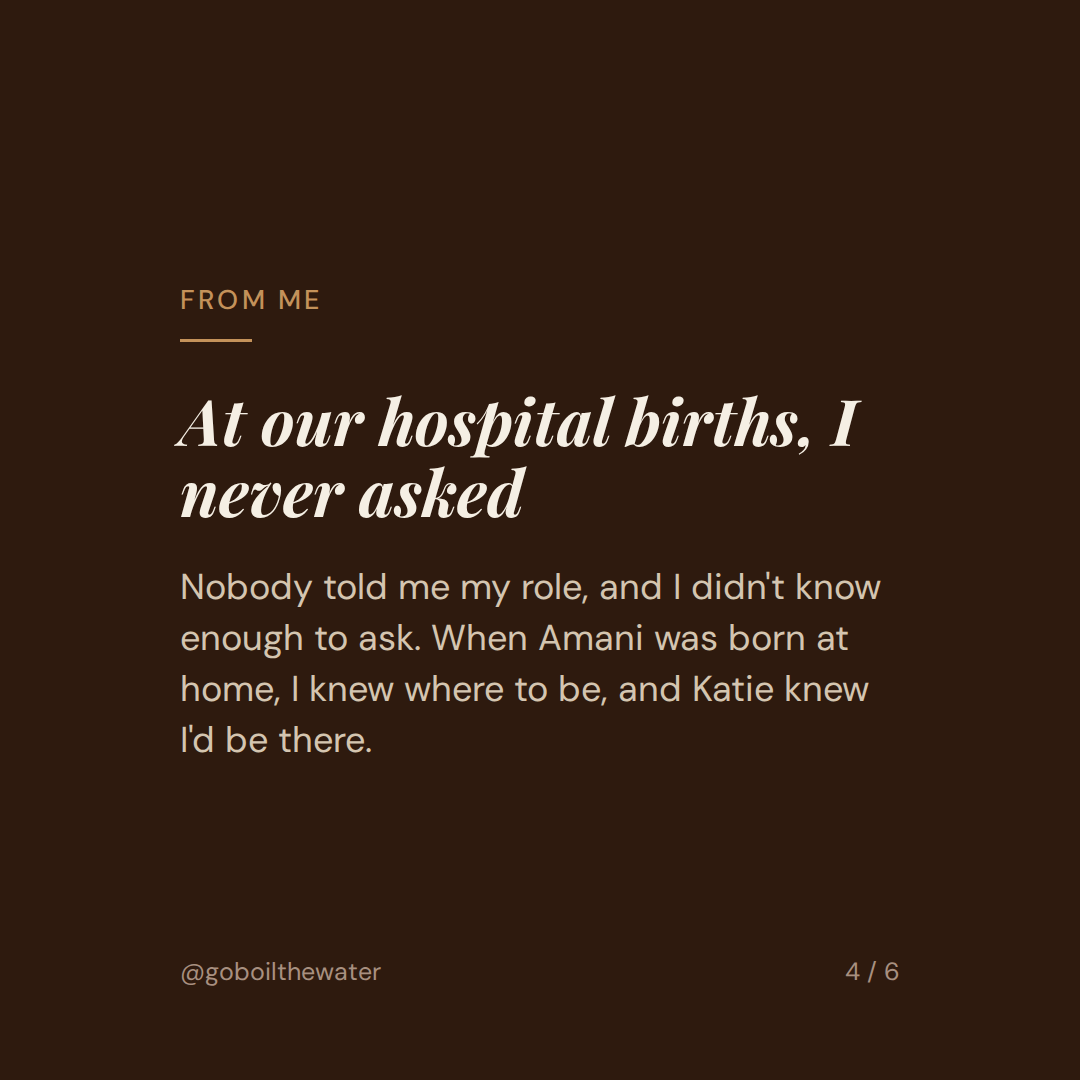 FROM ME
At our hospital births, I
never asked
Nobody told me my role, and I didn't know
enough to ask. When Amani was born at
home, I knew where to be, and Katie knew
I'd be there.
@goboilthewater
4 / 6